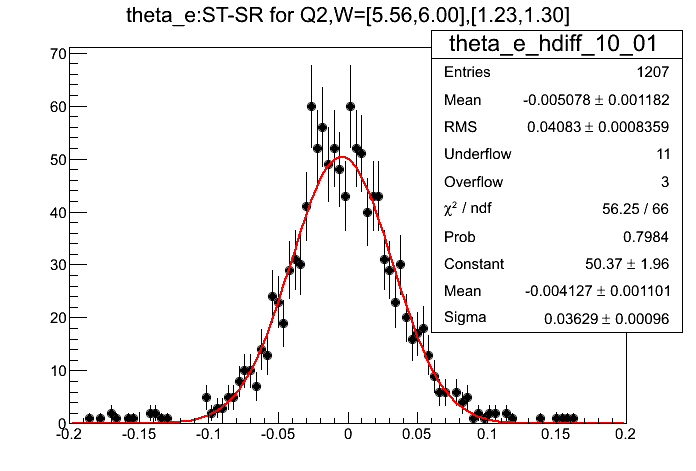 theta_e:ST-SR for Q2,W=[5.56,6.00],[1.23,1.30]
theta_e_hdiff_10_01
Entries 1207
Mean -0.005078 ± 0.001182
RMS 0.04083 ± 0.0008359
Underflow 11
Overflow 3
χ² / ndf 56.25 / 66
Prob 0.7984
Constant 50.37 ± 1.96
Mean -0.004127 ± 0.001101
Sigma 0.03629 ± 0.00096
70
60
50
40
30
20
10
0
-0.2 -0.15 -0.1 -0.05 0 0.05 0.1 0.15 0.2